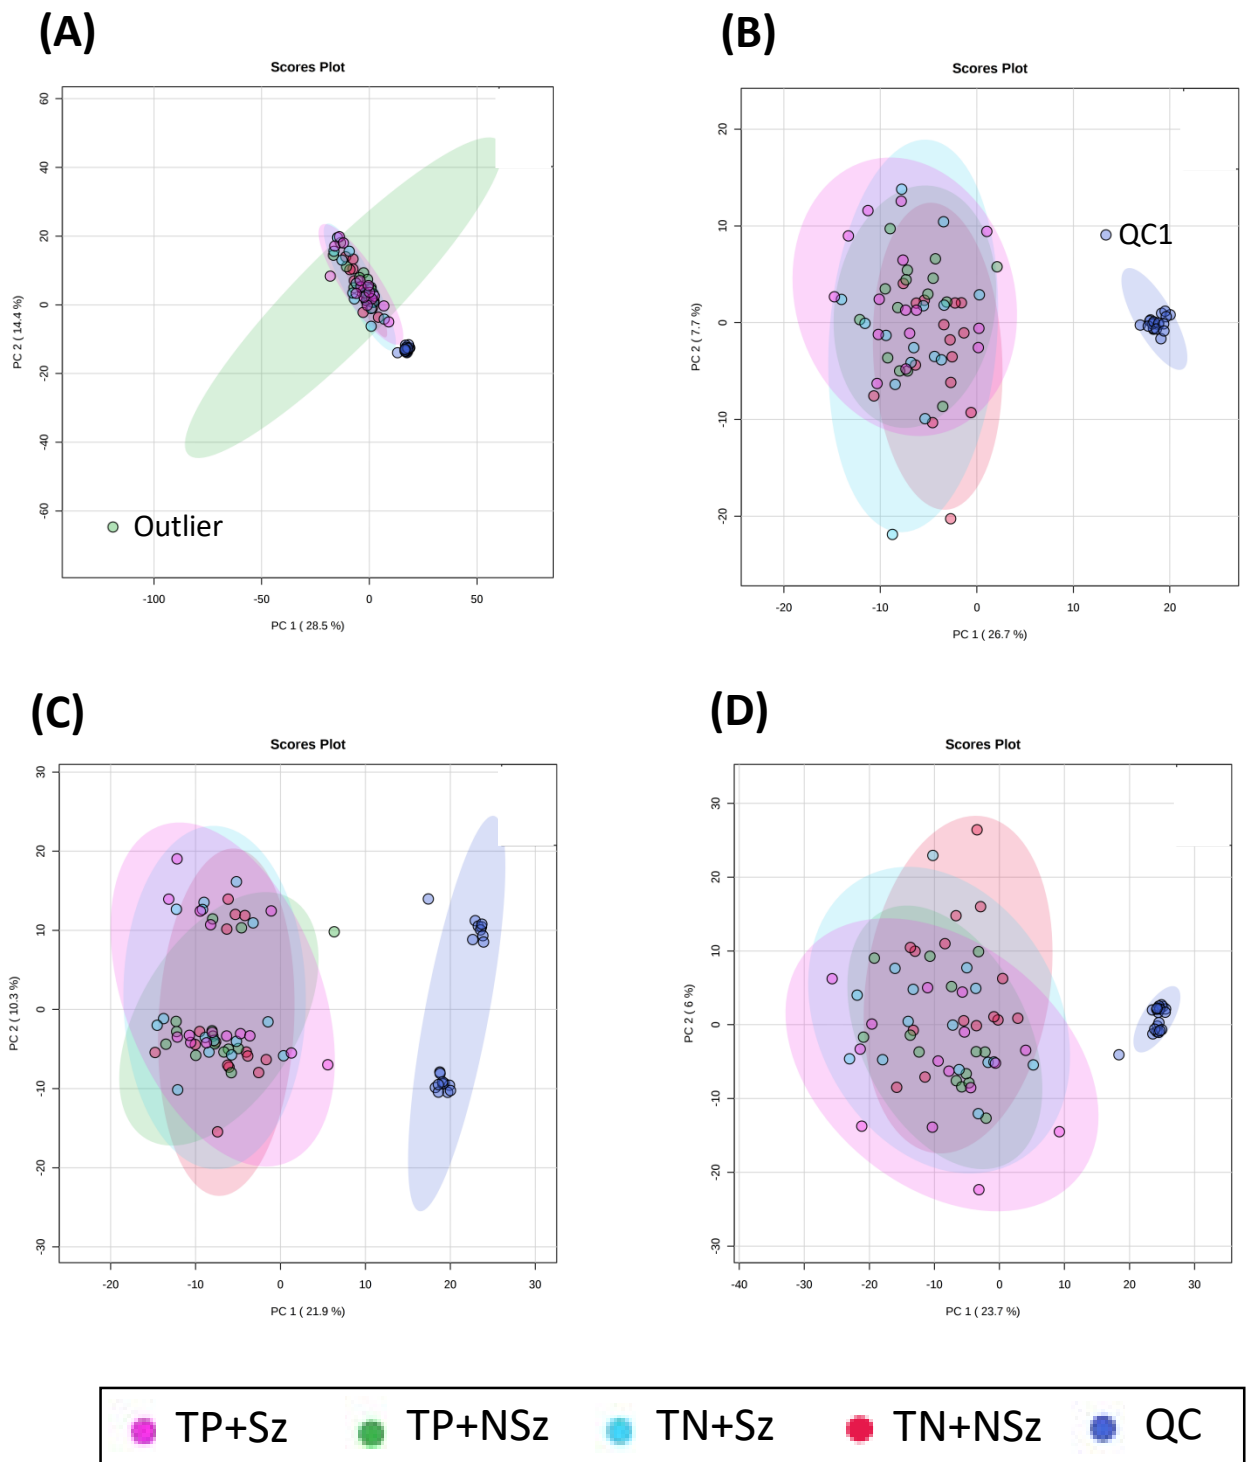 (A)
Scores Plot
60
40
20
0
-20
-40
-60
PC 2 ( 14.4 %)
Outlier
-100 -50 0 50
PC 1 ( 28.5 %)
(B)
Scores Plot
20
10
0
-10
-20
PC 2 ( 7.7 %)
QC1
-20 -10 0 10 20
PC 1 ( 26.7 %)
(C)
Scores Plot
30
20
10
0
-10
-20
-30
PC 2 ( 10.3 %)
-20 -10 0 10 20 30
PC 1 ( 21.9 %)
(D)
Scores Plot
30
20
10
0
-10
-20
-30
PC 2 ( 6 %)
-40 -30 -20 -10 0 10 20 30
PC 1 ( 23.7 %)
TP+Sz TP+NSz TN+Sz TN+NSz QC